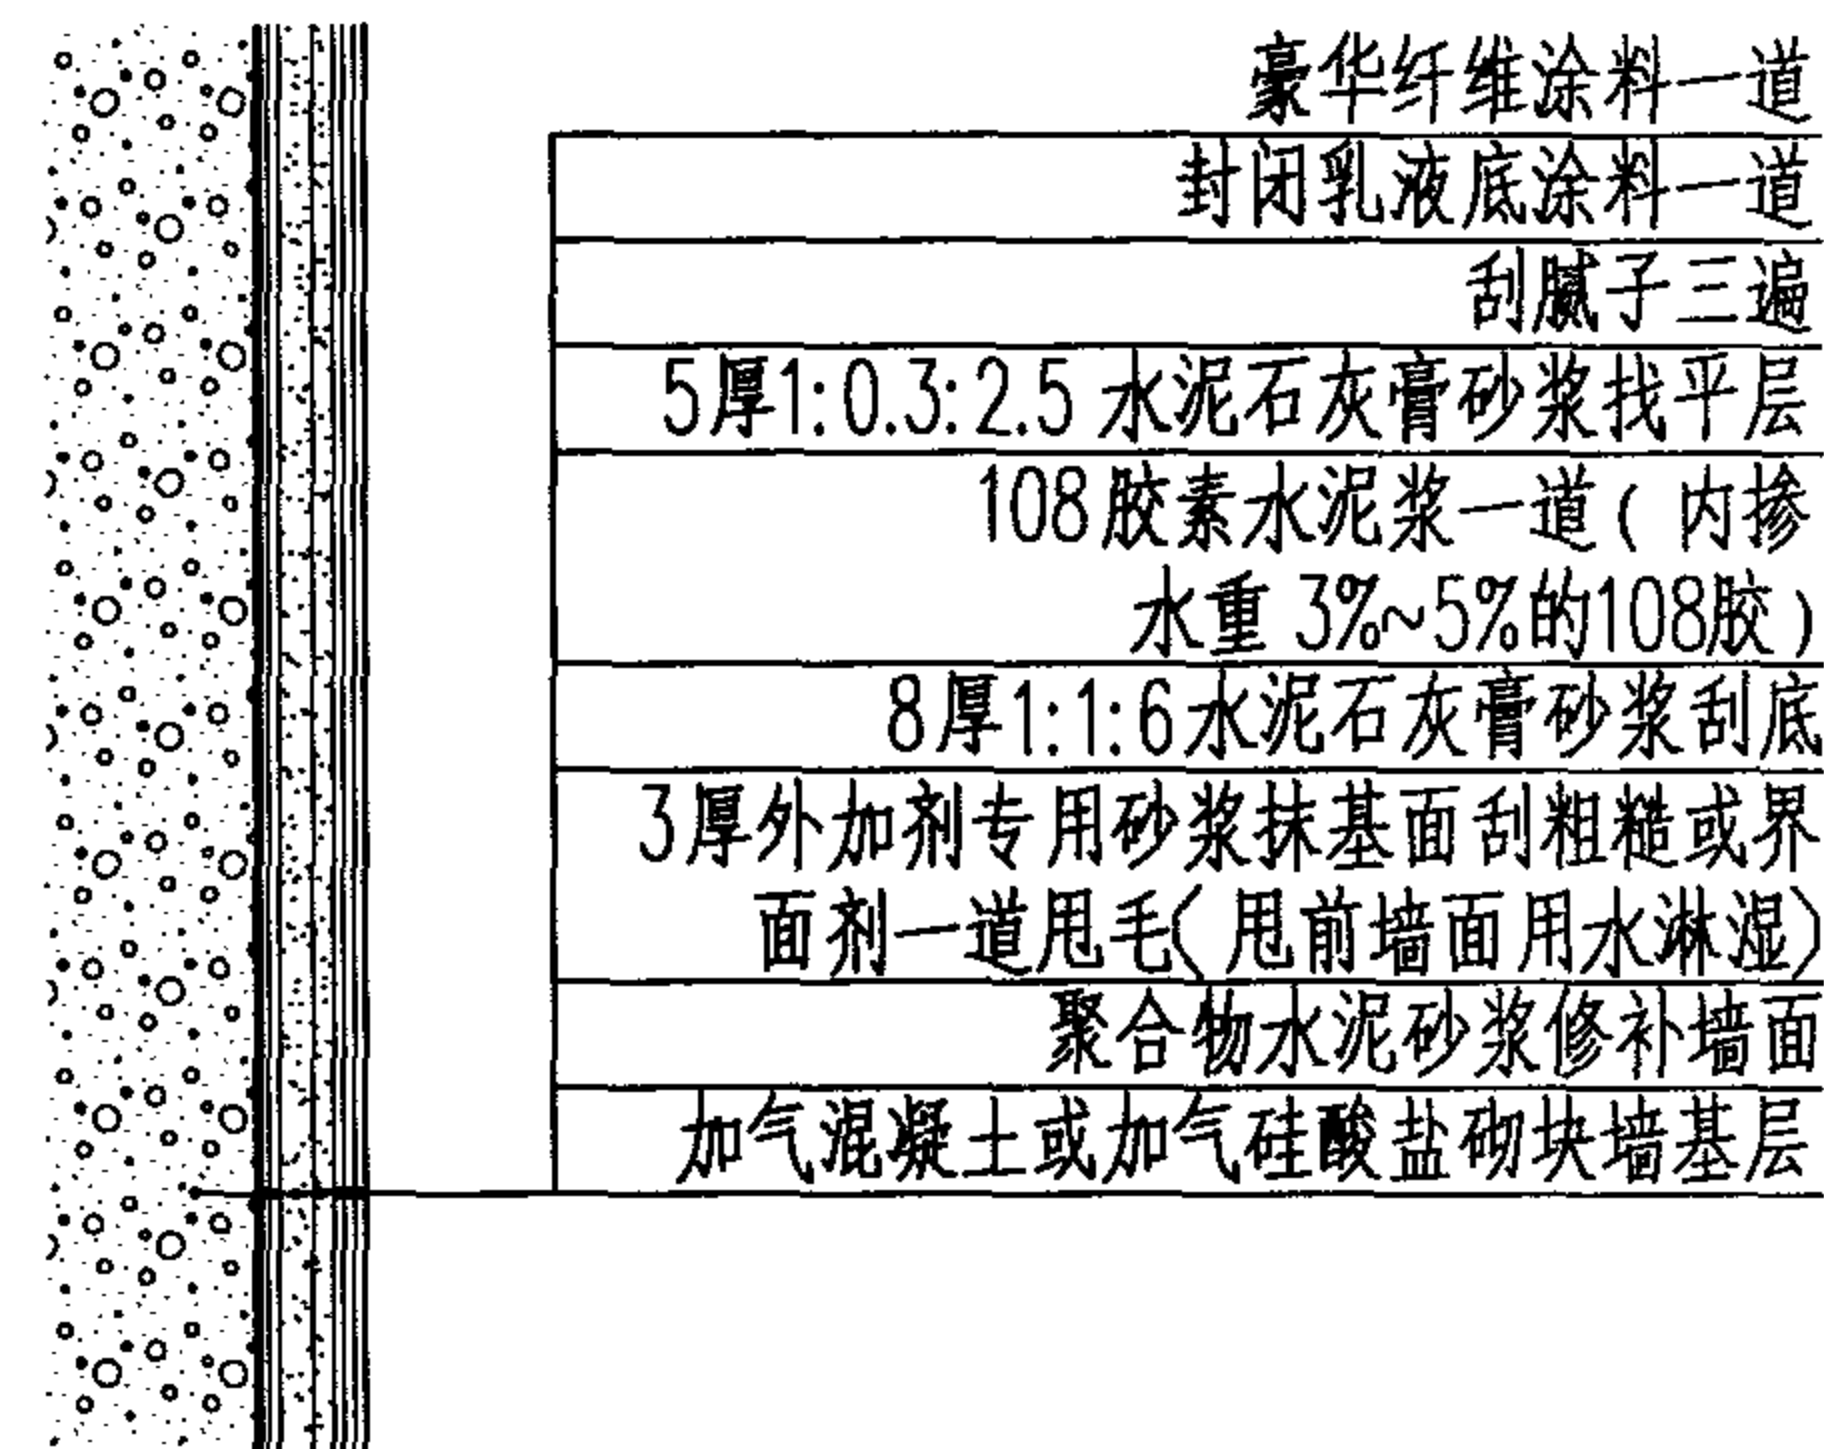 豪华纤维涂料一道
封闭乳液底涂料一道
刮腻子三遍
5厚1:0.3:2.5水泥石灰膏砂浆找平层
108胶素水泥浆一道(内掺
水重3%~5%的108胶)
8厚1:1:6水泥石灰膏砂浆刮底
3厚外加剂专用砂浆抹基面刮粗糙或界
面剂一道甩毛(甩前墙面用水淋湿)
聚合物水泥砂浆修补墙面
加气混凝土或加气硅酸盐砌块墙基层